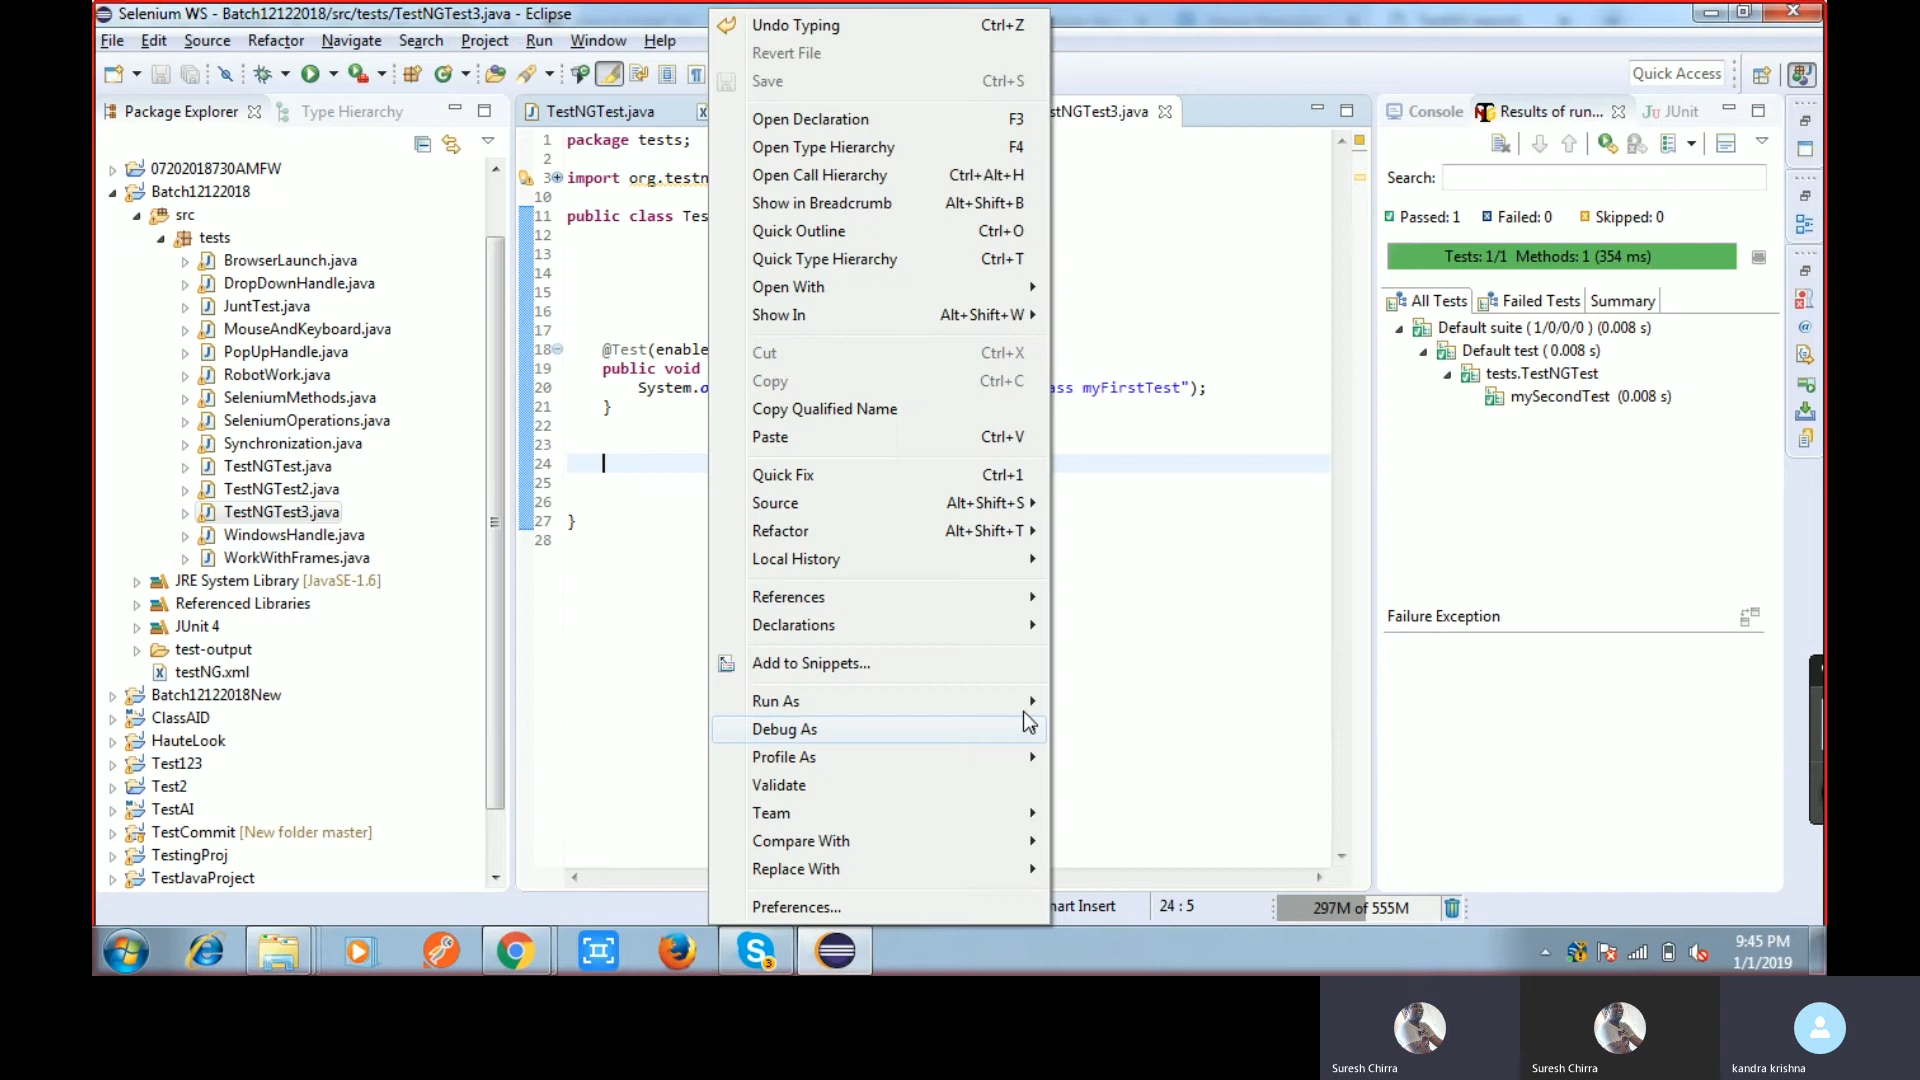 Selenium WS - Batch12122018/src/tests/TestNGTest3.java - Eclipse
File Edit Source Refactor Navigate Search Project Run Window Help
Quick Access
Package Explorer Type Hierarchy
07202018730AMFW
Batch12122018
src
tests
BrowserLaunch.java
DropDownHandle.java
JuntTest.java
MouseAndKeyboard.java
PopUpHandle.java
RobotWork.java
SeleniumMethods.java
SeleniumOperations.java
Synchronization.java
TestNGTest.java
TestNGTest2.java
TestNGTest3.java
WindowsHandle.java
WorkWithFrames.java
JRE System Library [JavaSE-1.6]
Referenced Libraries
JUnit 4
test-output
testNG.xml
Batch12122018New
ClassAID
HauteLook
Test123
Test2
TestAI
TestCommit [New folder master]
TestingProj
TestJavaProject
TestNGTest.java
stNGTest3.java
1 package tests;
2
3 import org.testn
10
11 public class Tes
12
13
14
15
16
17
18 @Test(enable
19 public void
20 System.o ass myFirstTest");
21 }
22
23
24
25
26
27 }
28
Undo Typing Ctrl+Z
Revert File
Save Ctrl+S
Open Declaration F3
Open Type Hierarchy F4
Open Call Hierarchy Ctrl+Alt+H
Show in Breadcrumb Alt+Shift+B
Quick Outline Ctrl+O
Quick Type Hierarchy Ctrl+T
Open With
Show In Alt+Shift+W
Cut Ctrl+X
Copy Ctrl+C
Copy Qualified Name
Paste Ctrl+V
Quick Fix Ctrl+1
Source Alt+Shift+S
Refactor Alt+Shift+T
Local History
References
Declarations
Add to Snippets...
Run As
Debug As
Profile As
Validate
Team
Compare With
Replace With
Preferences...
Console Results of run... JUnit
Search:
Passed: 1 Failed: 0 Skipped: 0
Tests: 1/1 Methods: 1 (354 ms)
All Tests Failed Tests Summary
Default suite ( 1/0/0/0 ) (0.008 s)
Default test ( 0.008 s)
tests.TestNGTest
mySecondTest (0.008 s)
Failure Exception
nart Insert 24 : 5 297M of 555M
9:45 PM
1/1/2019
Suresh Chirra
Suresh Chirra
kandra krishna